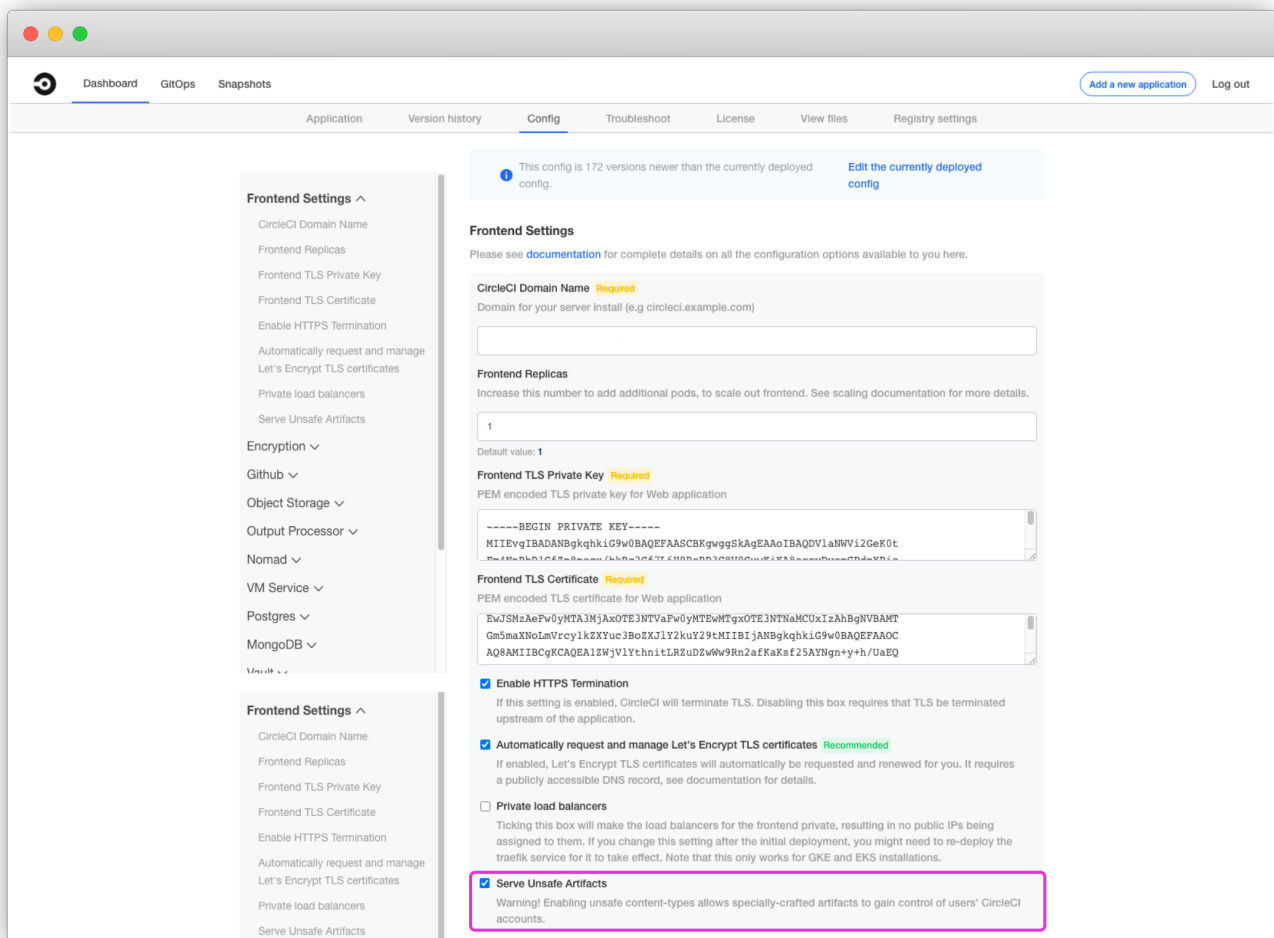 Dashboard GitOps Snapshots Add a new application Log out
Application Version history Config Troubleshoot License View files Registry settings
This config is 172 versions newer than the currently deployed
config.
Edit the currently deployed
config
Frontend Settings
CircleCI Domain Name
Frontend Replicas
Frontend TLS Private Key
Frontend TLS Certificate
Enable HTTPS Termination
Automatically request and manage
Let's Encrypt TLS certificates
Private load balancers
Serve Unsafe Artifacts
Encryption
Github
Object Storage
Output Processor
Nomad
VM Service
Postgres
MongoDB
Vault
Frontend Settings
CircleCI Domain Name
Frontend Replicas
Frontend TLS Private Key
Frontend TLS Certificate
Enable HTTPS Termination
Automatically request and manage
Let's Encrypt TLS certificates
Private load balancers
Serve Unsafe Artifacts
Frontend Settings
Please see documentation for complete details on all the configuration options available to you here.
CircleCI Domain Name Required
Domain for your server install (e.g circleci.example.com)
Frontend Replicas
Increase this number to add additional pods, to scale out frontend. See scaling documentation for more details.
1
Default value: 1
Frontend TLS Private Key Required
PEM encoded TLS private key for Web application
-----BEGIN PRIVATE KEY-----
MIIEvgIBADANBgkqhkiG9w0BAQEFAASCBKgwggSkAgEAAoIBAQDVlaNWVi2GeK0t
Frontend TLS Certificate Required
PEM encoded TLS certificate for Web application
EwJSMzAeFw0yMTA3MjAxOTE3NTVaFw0yMTEwMTgxOTE3NTNaMCUxIzAhBgNVBAMT
Gm5maXNoLmVrcy1kZXYuc3BoZXJlY2kuY29tMIIBIjANBgkqhkiG9w0BAQEFAAOC
AQ8AMIIBCgKCAQEA1ZWjVlYthnitLRZuDZwWw9Rn2afKaKsf25AYNgn+y+h/UaEQ
Enable HTTPS Termination
If this setting is enabled, CircleCI will terminate TLS. Disabling this box requires that TLS be terminated
upstream of the application.
Automatically request and manage Let's Encrypt TLS certificates Recommended
If enabled, Let's Encrypt TLS certificates will automatically be requested and renewed for you. It requires
a publicly accessible DNS record, see documentation for details.
Private load balancers
Ticking this box will make the load balancers for the frontend private, resulting in no public IPs being
assigned to them. If you change this setting after the initial deployment, you might need to re-deploy the
traefik service for it to take effect. Note that this only works for GKE and EKS installations.
Serve Unsafe Artifacts
Warning! Enabling unsafe content-types allows specially-crafted artifacts to gain control of users' CircleCI
accounts.